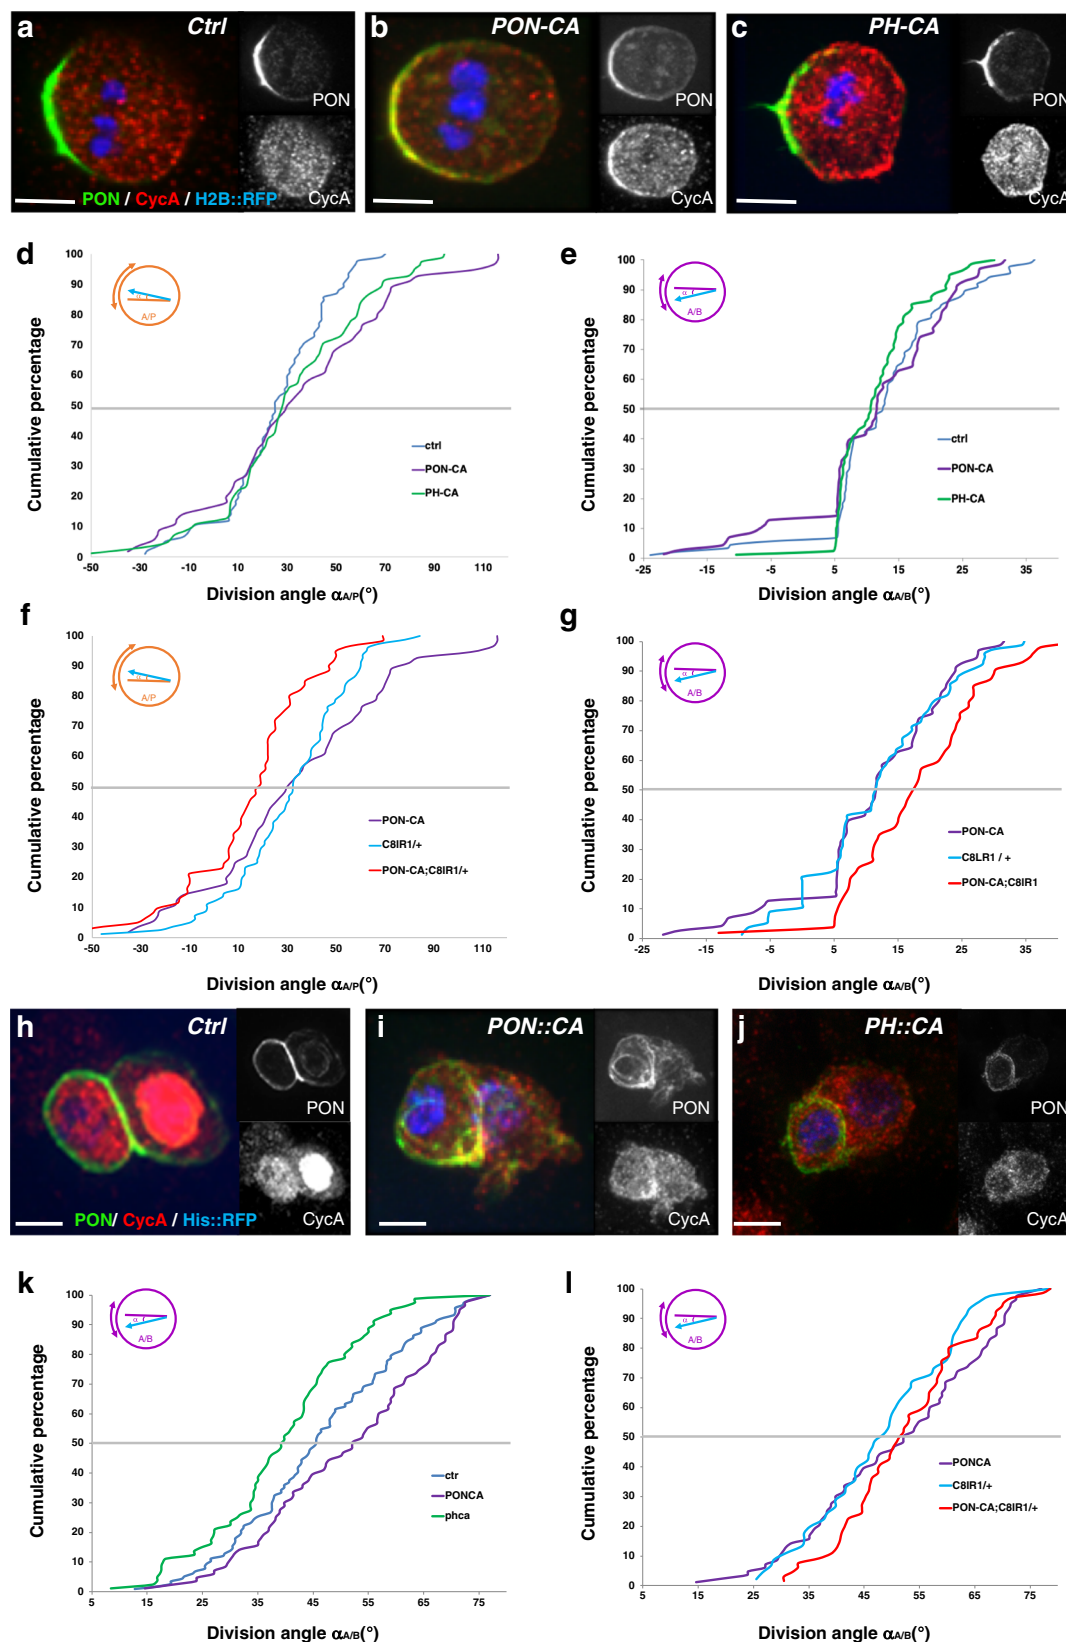 a Ctrl
PON
CycA
PON / CycA / H2B::RFP
b PON-CA
PON
CycA
c PH-CA
PON
CycA
d
Cumulative percentage
100
90
80
70
60
50
40
30
20
10
0
α
A/P
ctrl
PON-CA
PH-CA
-50 -30 -10 10 30 50 70 90 110
Division angle αA/P(°)
e
Cumulative percentage
100
90
80
70
60
50
40
30
20
10
0
α
A/B
ctrl
PON-CA
PH-CA
-25 -15 -5 5 15 25 35
Division angle αA/B(°)
f
Cumulative percentage
100
90
80
70
60
50
40
30
20
10
0
α
A/P
PON-CA
C8IR1/+
PON-CA;C8IR1/+
-50 -30 -10 10 30 50 70 90 110
Division angle αA/P(°)
g
Cumulative percentage
100
90
80
70
60
50
40
30
20
10
0
α
A/B
PON-CA
C8LR1 / +
PON-CA;C8IR1
-25 -15 -5 5 15 25 35
Division angle αA/B(°)
h Ctrl
PON
CycA
PON/ CycA / His::RFP
i PON::CA
PON
CycA
j PH::CA
PON
CycA
k
Cumulative percentage
100
90
80
70
60
50
40
30
20
10
0
α
A/B
ctr
PONCA
phca
5 15 25 35 45 55 65 75
Division angle αA/B(°)
l
Cumulative percentage
100
90
80
70
60
50
40
30
20
10
0
α
A/B
PONCA
C8IR1/+
PON-CA;C8IR1/+
5 15 25 35 45 55 65 75
Division angle αA/B(°)